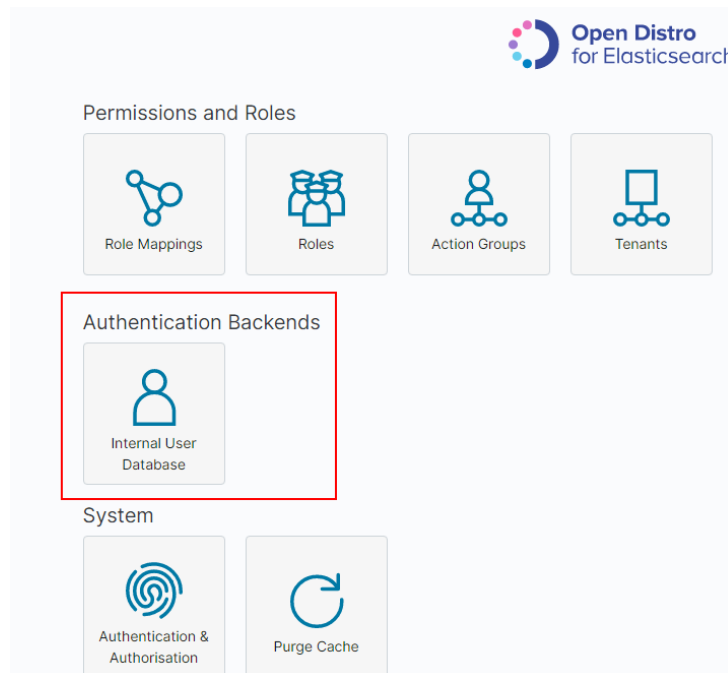 Open Distro
for Elasticsearch
Permissions and Roles
Role Mappings
Roles
Action Groups
Tenants
Authentication Backends
Internal User
Database
System
Authentication &
Authorisation
Purge Cache